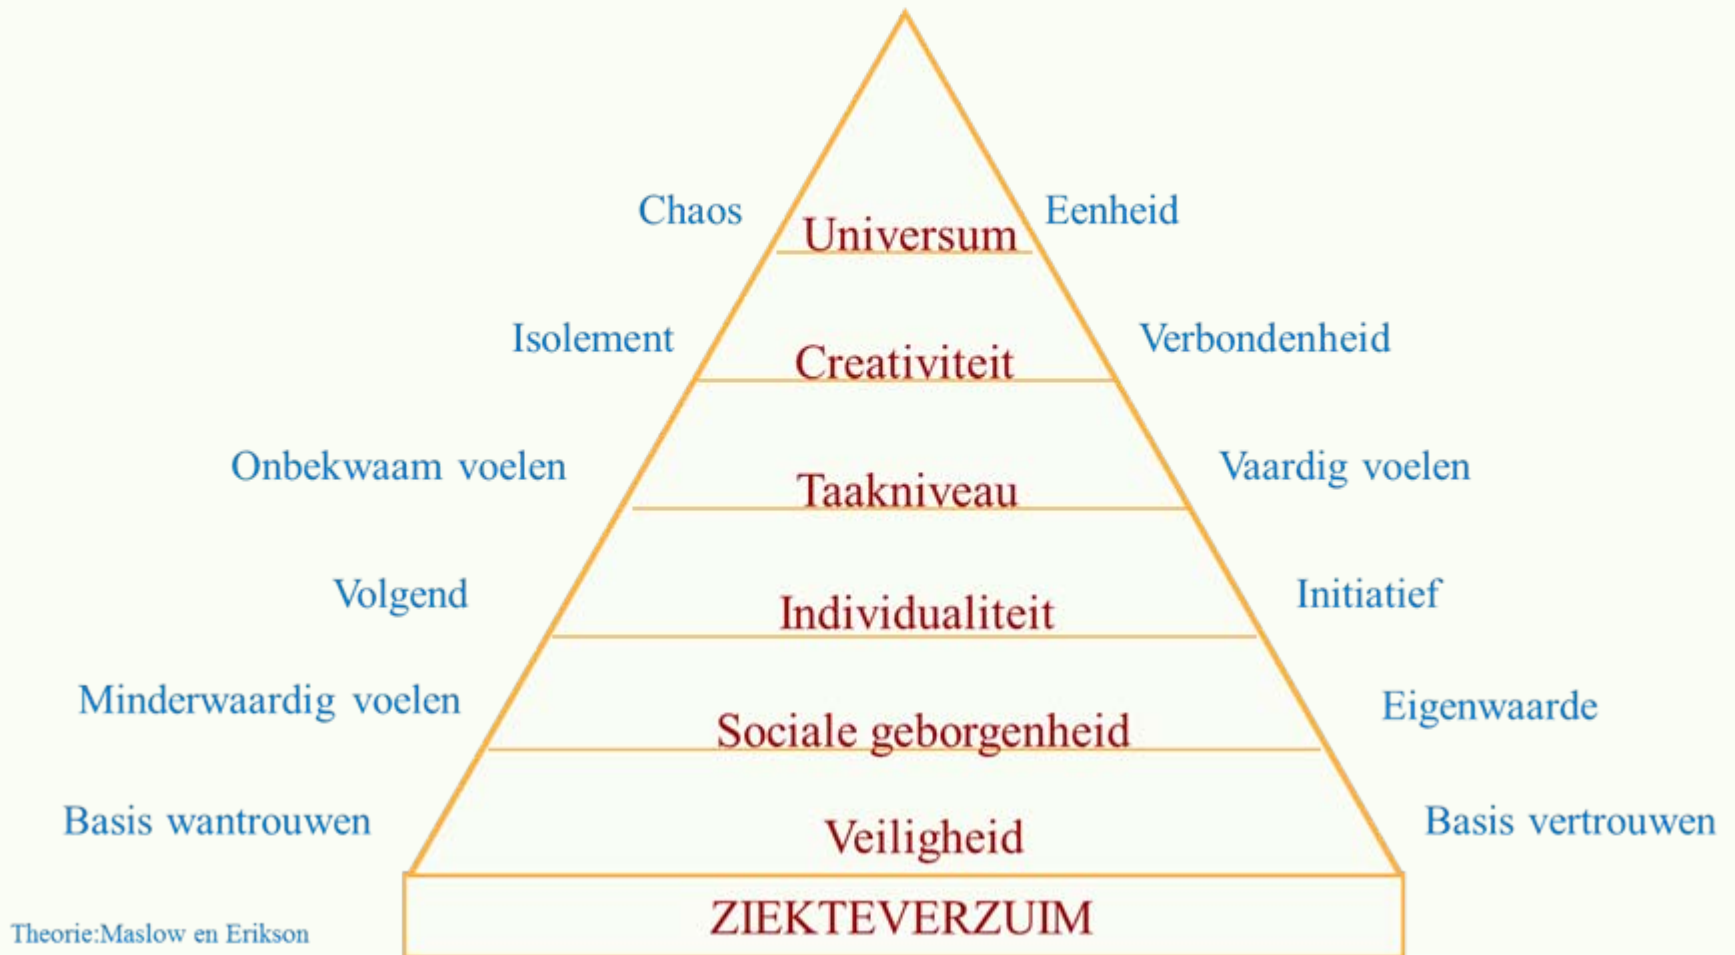 Chaos Universum Eenheid
Isolement Creativiteit Verbondenheid
Onbekwaam voelen Taakniveau Vaardig voelen
Volgend Individualiteit Initiatief
Minderwaardig voelen Sociale geborgenheid Eigenwaarde
Basis wantrouwen Veiligheid Basis vertrouwen
ZIEKTEVERZUIM
Theorie:Maslow en Erikson